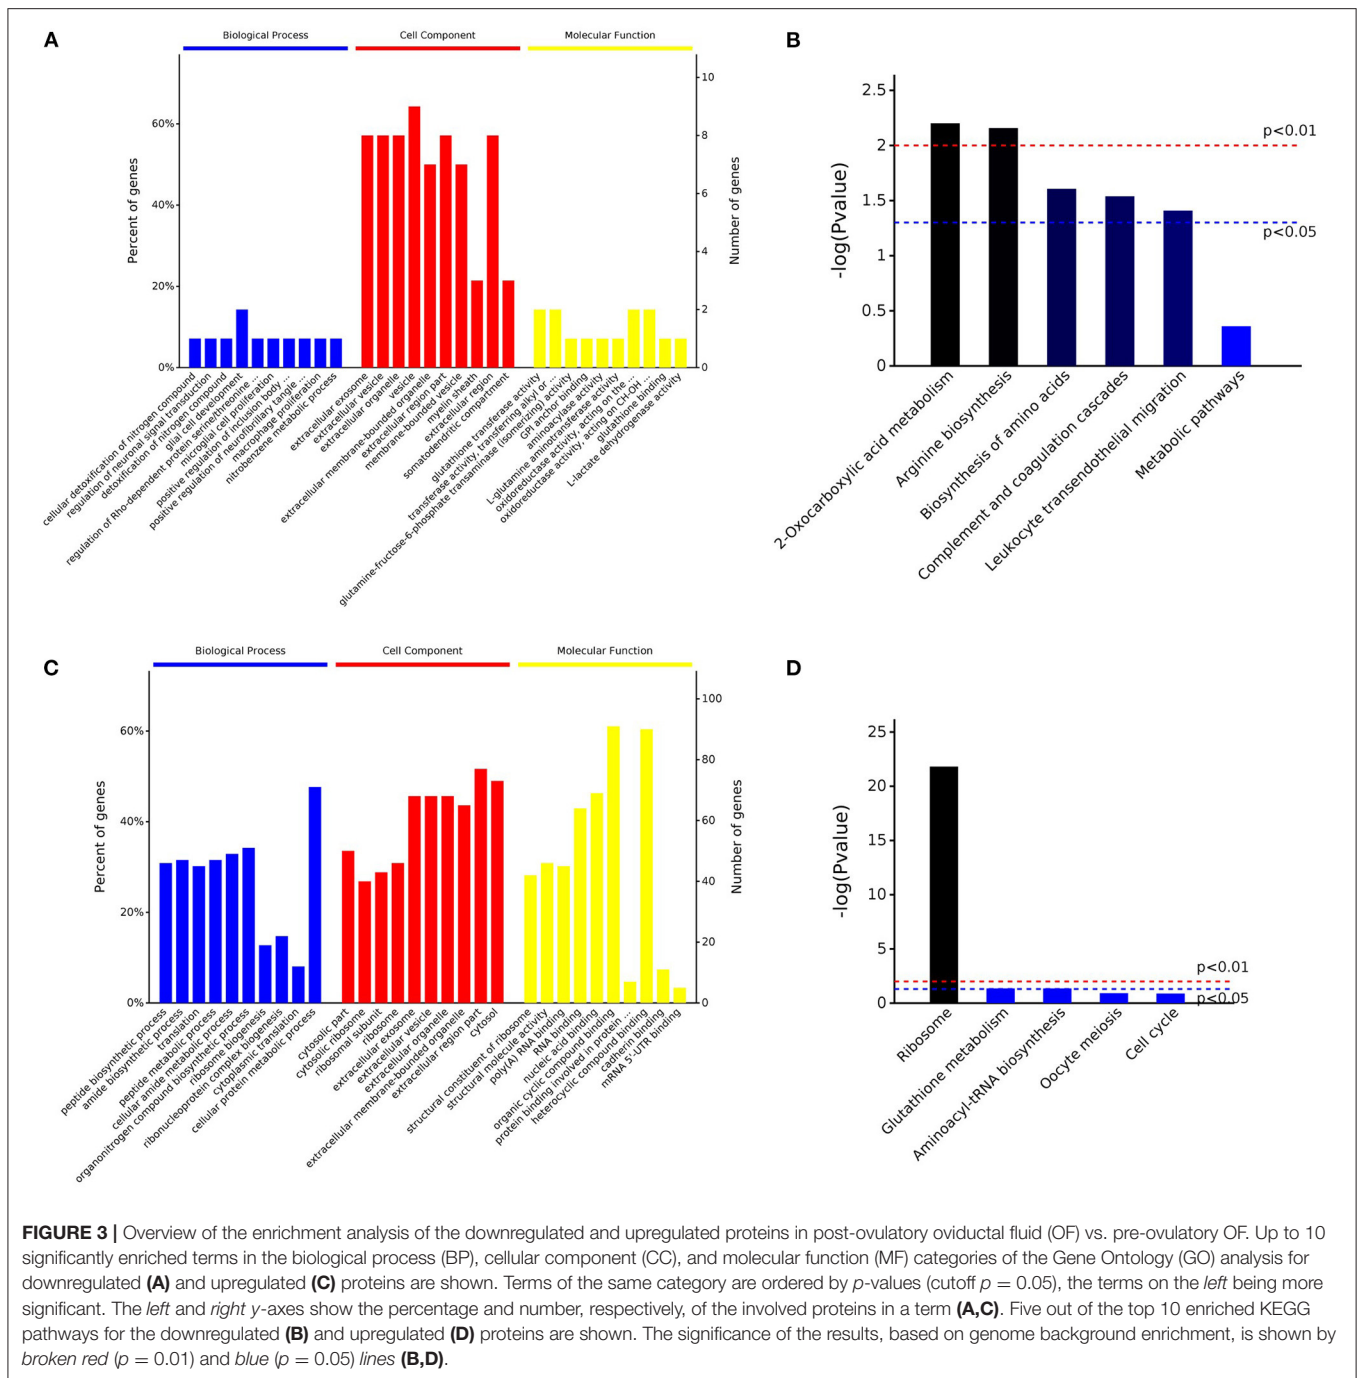 A
Biological Process
Cell Component
Molecular Function
60%
40%
20%
0%
Percent of genes
10
8
6
4
2
0
Number of genes
cellular detoxification of nitrogen compound
regulation of neuronal signal transduction
detoxification of nitrogen compound
glial cell development
regulation of Rho-dependent protein serine/threonine ...
microglial cell proliferation
positive regulation of inclusion body ...
positive regulation of neurofibrillary tangle ...
macrophage proliferation
nitrobenzene metabolic process
extracellular exosome
extracellular vesicle
extracellular organelle
vesicle
extracellular membrane-bounded organelle
extracellular region part
membrane-bounded vesicle
myelin sheath
extracellular region
somatodendritic compartment
glutathione transferase activity
transferase activity, transferring alkyl or ...
glutamine-fructose-6-phosphate transaminase (isomerizing) activity
GPI anchor binding
aminoacylase activity
L-glutamine aminotransferase activity
oxidoreductase activity, acting on the ...
oxidoreductase activity, acting on CH-OH ...
glutathione binding
L-lactate dehydrogenase activity
B
2.5
2
1.5
1
0.5
0
-log(Pvalue)
p<0.01
p<0.05
2-Oxocarboxylic acid metabolism
Arginine biosynthesis
Biosynthesis of amino acids
Complement and coagulation cascades
Leukocyte transendothelial migration
Metabolic pathways
C
Biological Process
Cell Component
Molecular Function
60%
40%
20%
0%
Percent of genes
100
80
60
40
20
0
Number of genes
peptide biosynthetic process
amide biosynthetic process
translation
peptide metabolic process
cellular amide metabolic process
organonitrogen compound biosynthetic process
ribosome biogenesis
ribonucleoprotein complex biogenesis
cytoplasmic translation
cellular protein metabolic process
cytosolic part
cytosolic ribosome
ribosomal subunit
ribosome
extracellular exosome
extracellular vesicle
extracellular organelle
extracellular membrane-bounded organelle
extracellular region part
cytosol
structural constituent of ribosome
structural molecule activity
poly(A) RNA binding
RNA binding
nucleic acid binding
organic cyclic compound binding
protein binding involved in protein ...
heterocyclic compound binding
cadherin binding
mRNA 5'-UTR binding
D
25
20
15
10
5
0
-log(Pvalue)
p<0.01
p<0.05
Ribosome
Glutathione metabolism
Aminoacyl-tRNA biosynthesis
Oocyte meiosis
Cell cycle
FIGURE 3 | Overview of the enrichment analysis of the downregulated and upregulated proteins in post-ovulatory oviductal fluid (OF) vs. pre-ovulatory OF. Up to 10
significantly enriched terms in the biological process (BP), cellular component (CC), and molecular function (MF) categories of the Gene Ontology (GO) analysis for
downregulated (A) and upregulated (C) proteins are shown. Terms of the same category are ordered by p-values (cutoff p = 0.05), the terms on the left being more
significant. The left and right y-axes show the percentage and number, respectively, of the involved proteins in a term (A,C). Five out of the top 10 enriched KEGG
pathways for the downregulated (B) and upregulated (D) proteins are shown. The significance of the results, based on genome background enrichment, is shown by
broken red (p = 0.01) and blue (p = 0.05) lines (B,D).